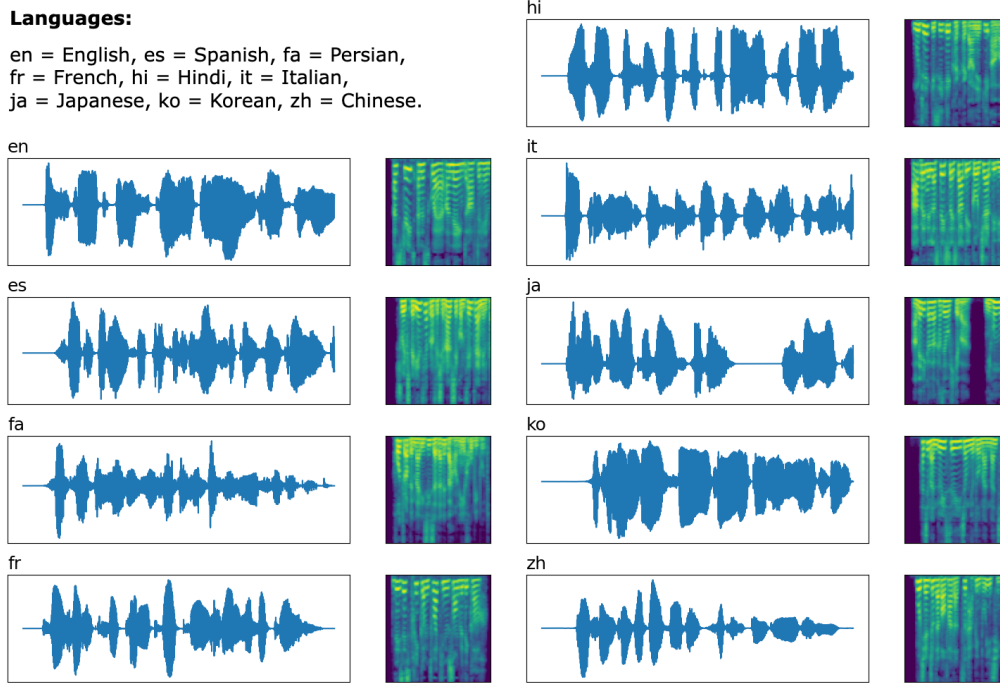 Languages:
en = English, es = Spanish, fa = Persian,
fr = French, hi = Hindi, it = Italian,
ja = Japanese, ko = Korean, zh = Chinese.
hi
en
it
es
ja
fa
ko
fr
zh